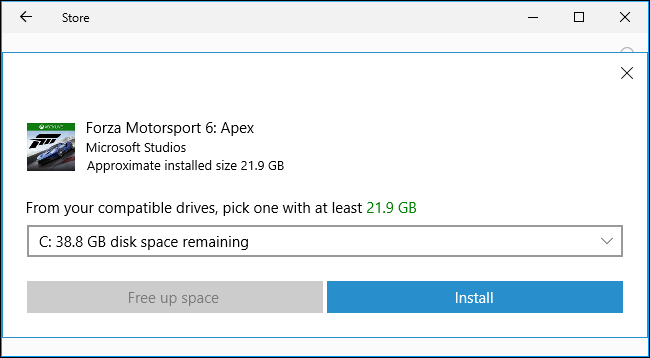 Store
Forza Motorsport 6: Apex
Microsoft Studios
Approximate installed size 21.9 GB
From your compatible drives, pick one with at least 21.9 GB
C: 38.8 GB disk space remaining
Free up space
Install